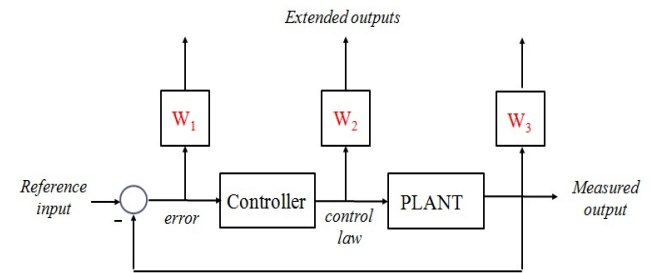 Extended outputs
W1
W2
W3
Reference
input
−
error
Controller
control
law
PLANT
Measured
output